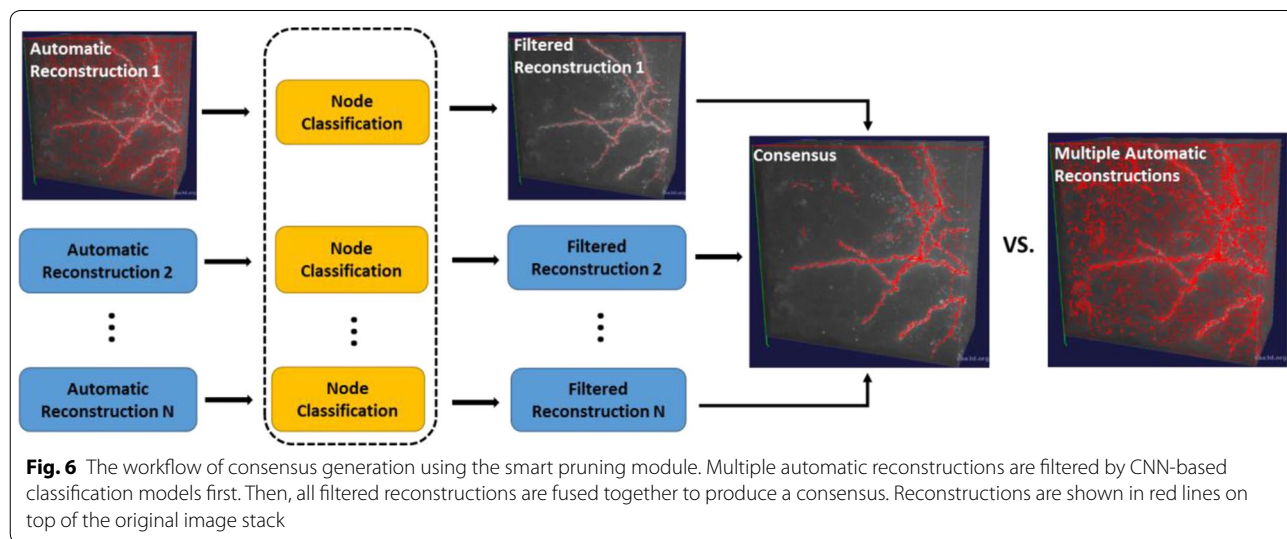 Automatic
Reconstruction 1
Node
Classification
Filtered
Reconstruction 1
Automatic
Reconstruction 2
Node
Classification
Filtered
Reconstruction 2
Consensus
VS.
Multiple Automatic
Reconstructions
Automatic
Reconstruction N
Node
Classification
Filtered
Reconstruction N
Fig. 6 The workflow of consensus generation using the smart pruning module. Multiple automatic reconstructions are filtered by CNN-based
classification models first. Then, all filtered reconstructions are fused together to produce a consensus. Reconstructions are shown in red lines on
top of the original image stack